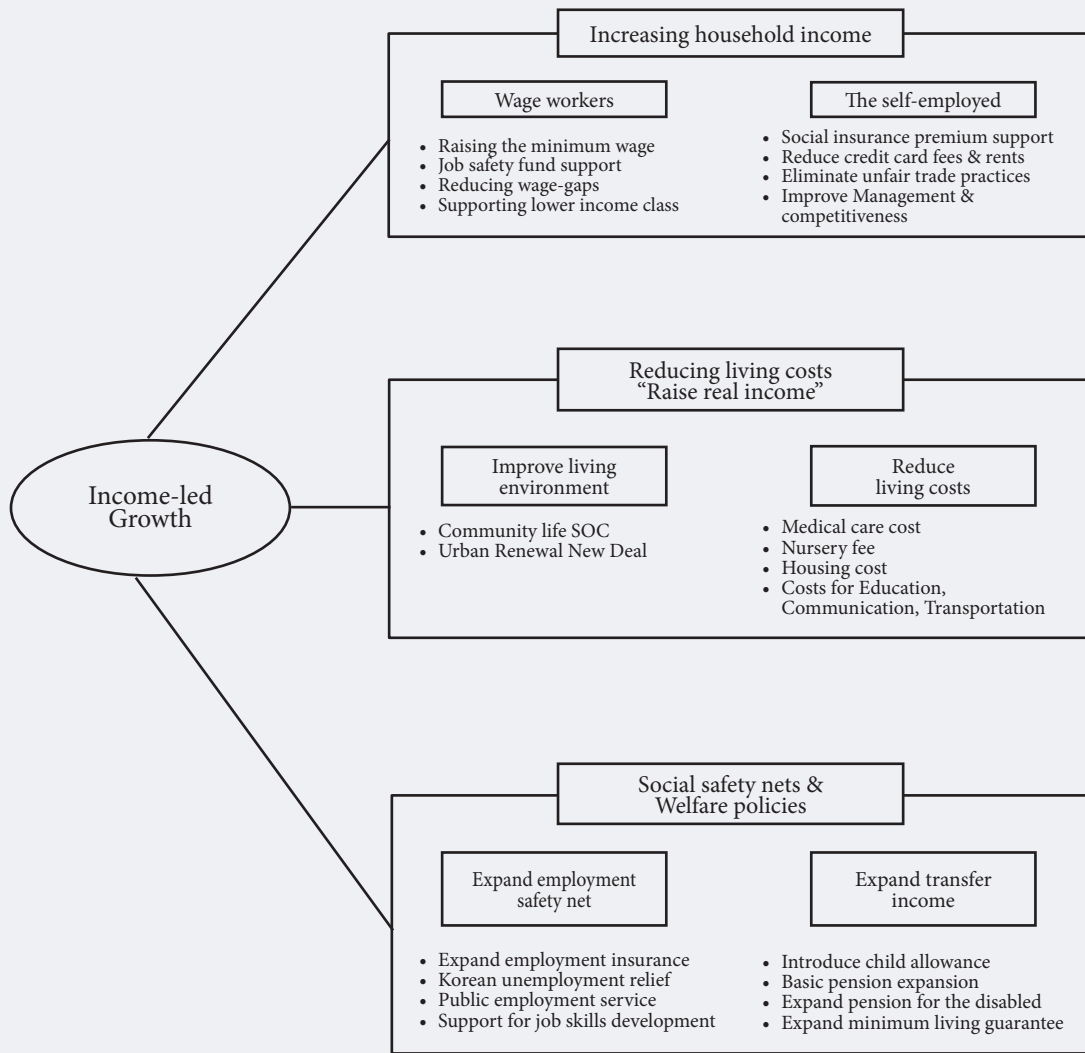 Increasing household income
Wage workers
• Raising the minimum wage
• Job safety fund support
• Reducing wage-gaps
• Supporting lower income class
The self-employed
• Social insurance premium support
• Reduce credit card fees & rents
• Eliminate unfair trade practices
• Improve Management &
competitiveness
Income-led
Growth
Reducing living costs
“Raise real income”
Improve living
environment
• Community life SOC
• Urban Renewal New Deal
Reduce
living costs
• Medical care cost
• Nursery fee
• Housing cost
• Costs for Education,
Communication, Transportation
Social safety nets &
Welfare policies
Expand employment
safety net
• Expand employment insurance
• Korean unemployment relief
• Public employment service
• Support for job skills development
Expand transfer
income
• Introduce child allowance
• Basic pension expansion
• Expand pension for the disabled
• Expand minimum living guarantee